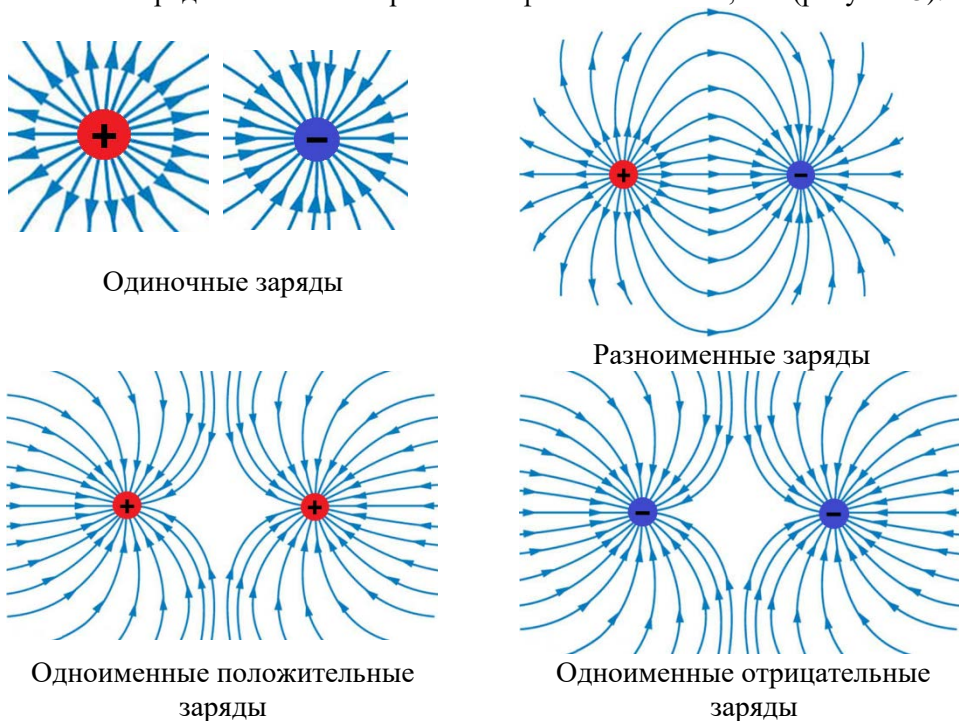 +
−
+
−
Одиночные заряды
Разноименные заряды
+
+
−
−
Одноименные положительные
заряды
Одноименные отрицательные
заряды